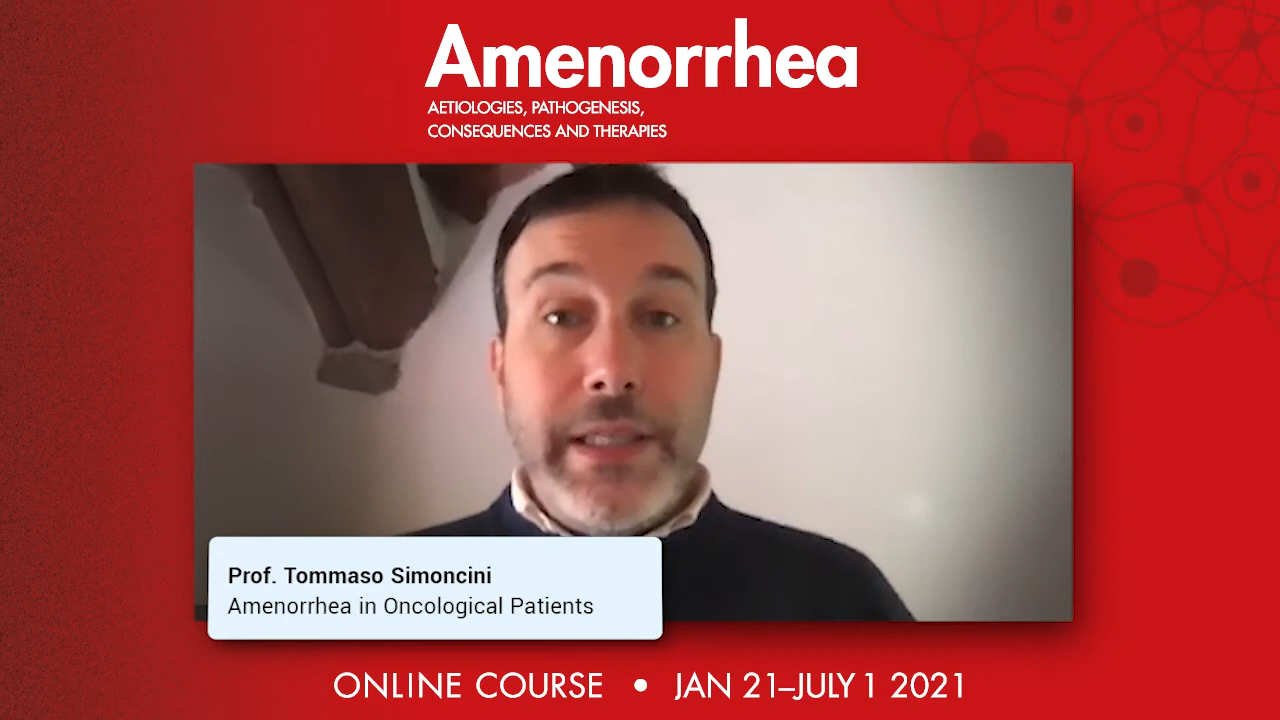 Amenorrhea
AETIOLOGIES, PATHOGENESIS,
CONSEQUENCES AND THERAPIES
Prof. Tommaso Simoncini
Amenorrhea in Oncological Patients
ONLINE COURSE • JAN 21–JULY 1 2021